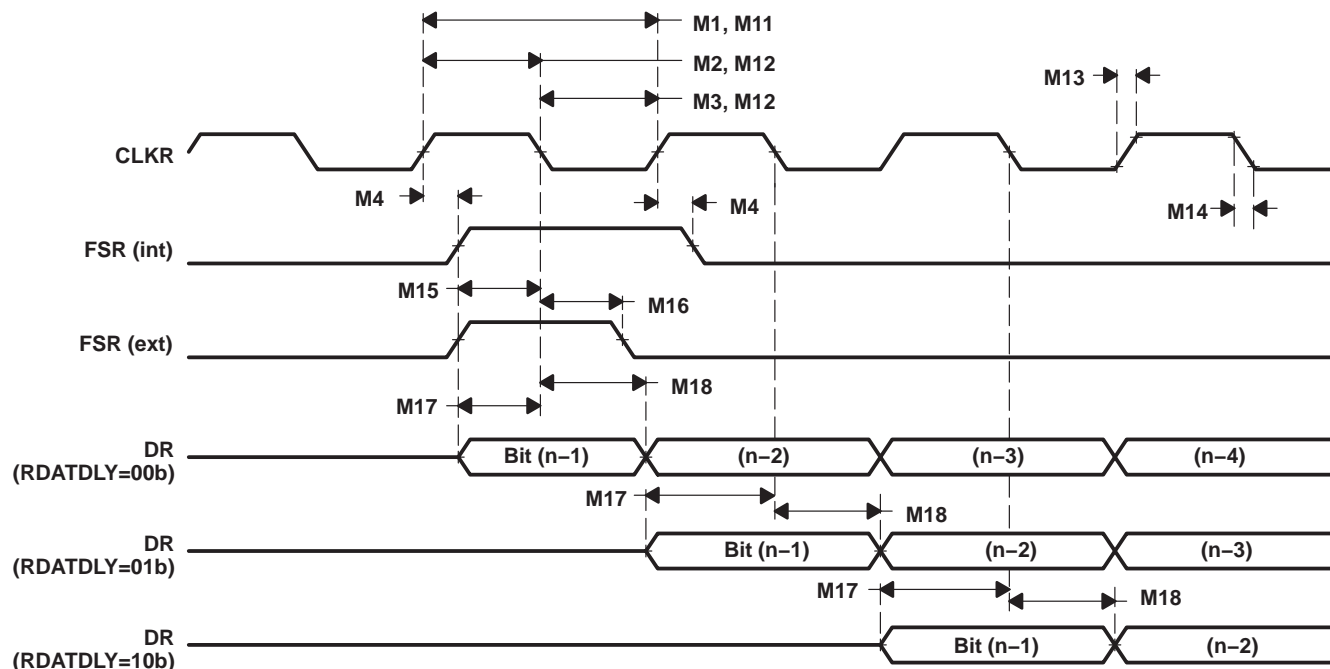 M1, M11
M2, M12
M3, M12
M13
CLKR
M4
M4
M14
FSR (int)
M15
M16
FSR (ext)
M18
M17
DR
(RDATDLY=00b)
Bit (n–1)
(n–2)
(n–3)
(n–4)
M17
M18
DR
(RDATDLY=01b)
Bit (n–1)
(n–2)
(n–3)
M17
M18
DR
(RDATDLY=10b)
Bit (n–1)
(n–2)